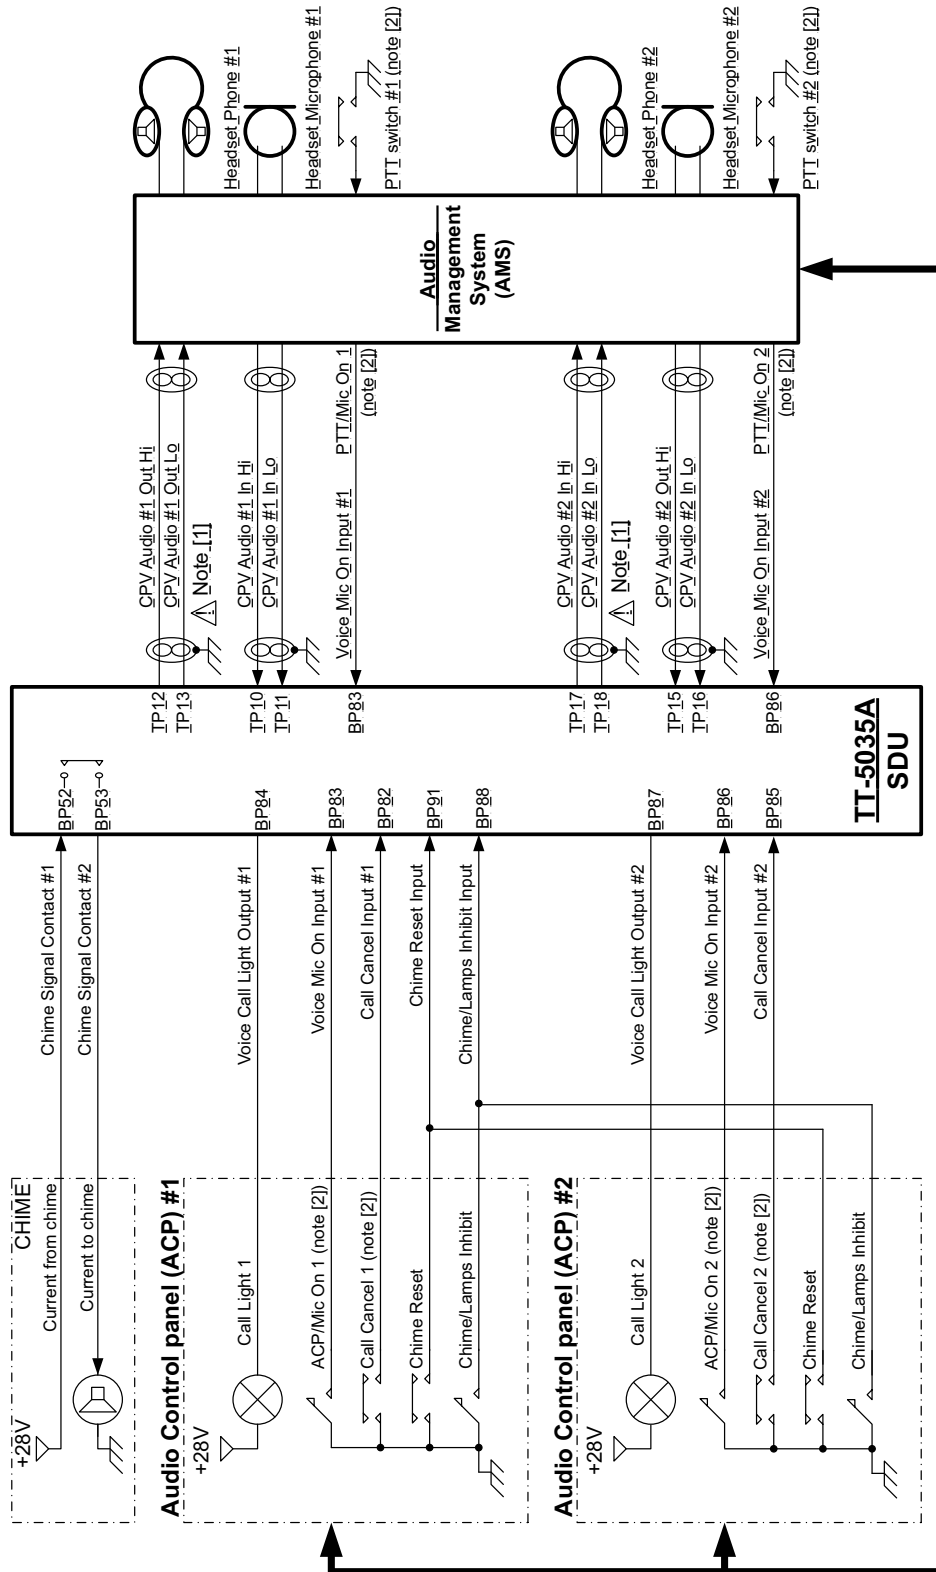 CHIME
+28V
Current from chime
Current to chime
Chime Signal Contact #1
Chime Signal Contact #2
BP52
BP53
Audio Control panel (ACP) #1
+28V
Call Light 1
ACP/Mic On 1 (note [2])
Call Cancel 1 (note [2])
Chime Reset
Chime/Lamps Inhibit
Voice Call Light Output #1
Voice Mic On Input #1
Call Cancel Input #1
Chime Reset Input
Chime/Lamps Inhibit Input
BP84
BP83
BP82
BP91
BP88
Audio Control panel (ACP) #2
+28V
Call Light 2
ACP/Mic On 2 (note [2])
Call Cancel 2 (note [2])
Chime Reset
Chime/Lamps Inhibit
Voice Call Light Output #2
Voice Mic On Input #2
Call Cancel Input #2
BP87
BP86
BP85
TT-5035A
SDU
TP12
TP13
TP10
TP11
BP83
TP17
TP18
TP15
TP16
BP86
CPV Audio #1 Out Hi
CPV Audio #1 Out Lo
Note [1]
CPV Audio #1 In Hi
CPV Audio #1 In Lo
Voice Mic On Input #1
PTT/Mic On 1
(note [2])
CPV Audio #2 In Hi
CPV Audio #2 In Lo
Note [1]
CPV Audio #2 Out Hi
CPV Audio #2 In Lo
Voice Mic On Input #2
PTT/Mic On 2
(note [2])
Audio
Management
System
(AMS)
Headset Phone #1
Headset Microphone #1
PTT switch #1 (note [2])
Headset Phone #2
Headset Microphone #2
PTT switch #2 (note [2])